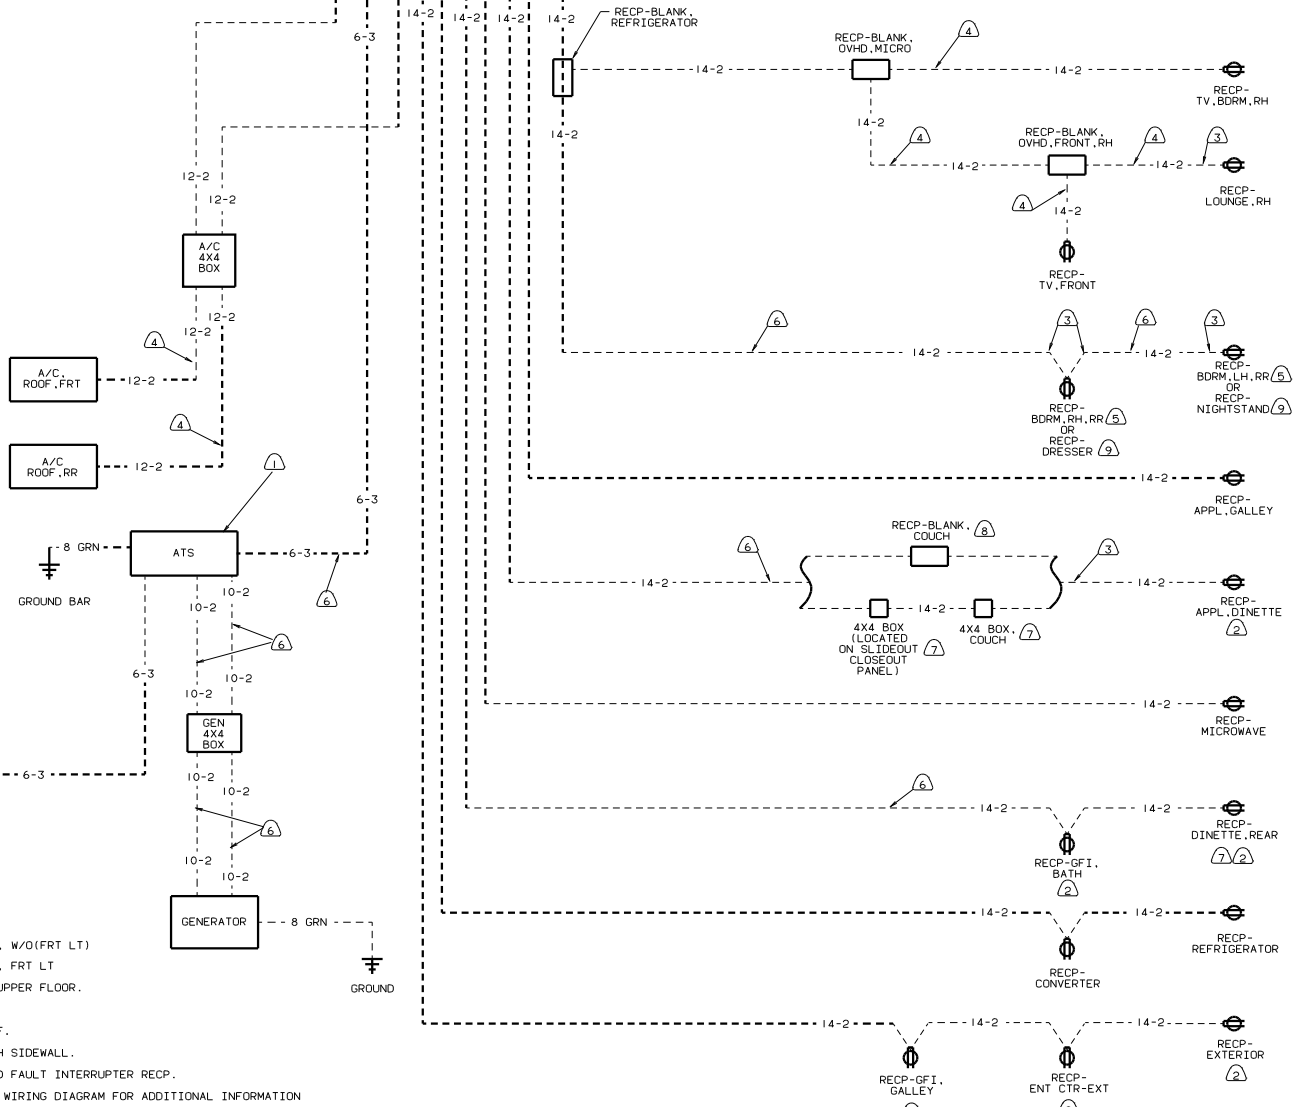 14-2
14-2
14-2
14-2
6-3
RECP-BLANK,
REFRIGERATOR
RECP-BLANK,
OVHD,MICRO
4
14-2
14-2
RECP-
TV,BDRM,RH
14-2
14-2
4
RECP-BLANK,
OVHD,FRONT,RH
4
3
14-2
14-2
RECP-
LOUNGE,RH
4
14-2
RECP-
TV,FRONT
12-2
12-2
A/C
4X4
BOX
12-2
12-2
4
A/C,
ROOF,FRT
12-2
4
A/C
ROOF,RR
12-2
6
3
6
3
14-2
14-2
RECP-
BDRM,LH,RR 5
OR
RECP-
NIGHTSTAND 9
RECP-
BDRM,RH,RR 5
OR
RECP-
DRESSER 9
1
6-3
14-2
RECP-
APPL,GALLEY
8 GRN
ATS
6-3
GROUND BAR
6
RECP-BLANK, 8
COUCH
6
3
14-2
14-2
14-2
RECP-
APPL,DINETTE
2
4X4 BOX
(LOCATED
ON SLIDEOUT 7
CLOSEOUT
PANEL)
4X4 BOX, 7
COUCH
10-2
10-2
6
6-3
10-2
10-2
GEN
4X4
BOX
14-2
RECP-
MICROWAVE
6-3
10-2
10-2
6
10-2
10-2
6
14-2
14-2
RECP-
DINETTE,REAR
7 2
RECP-GFI,
BATH
2
GENERATOR
8 GRN
GROUND
14-2
14-2
RECP-
REFRIGERATOR
RECP-
CONVERTER
14-2
14-2
14-2
RECP-
EXTERIOR
2
RECP-GFI,
GALLEY
RECP-
ENT CTR-EXT
, W/O(FRT LT)
, FRT LT
UPPER FLOOR.
F.
H SIDEWALL.
D FAULT INTERRUPTER RECP.
WIRING DIAGRAM FOR ADDITIONAL INFORMATION